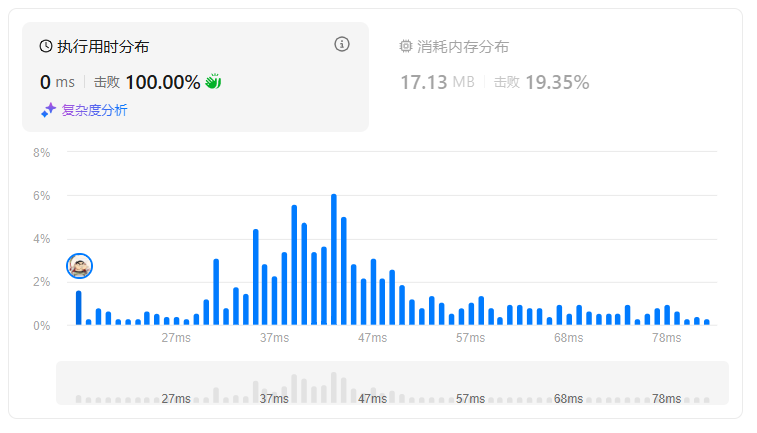 执行用时分布
0 ms 击败 100.00%
复杂度分析
消耗内存分布
17.13 MB 击败 19.35%
8%
6%
4%
2%
0%
27ms 37ms 47ms 57ms 68ms 78ms
27ms 37ms 47ms 57ms 68ms 78ms